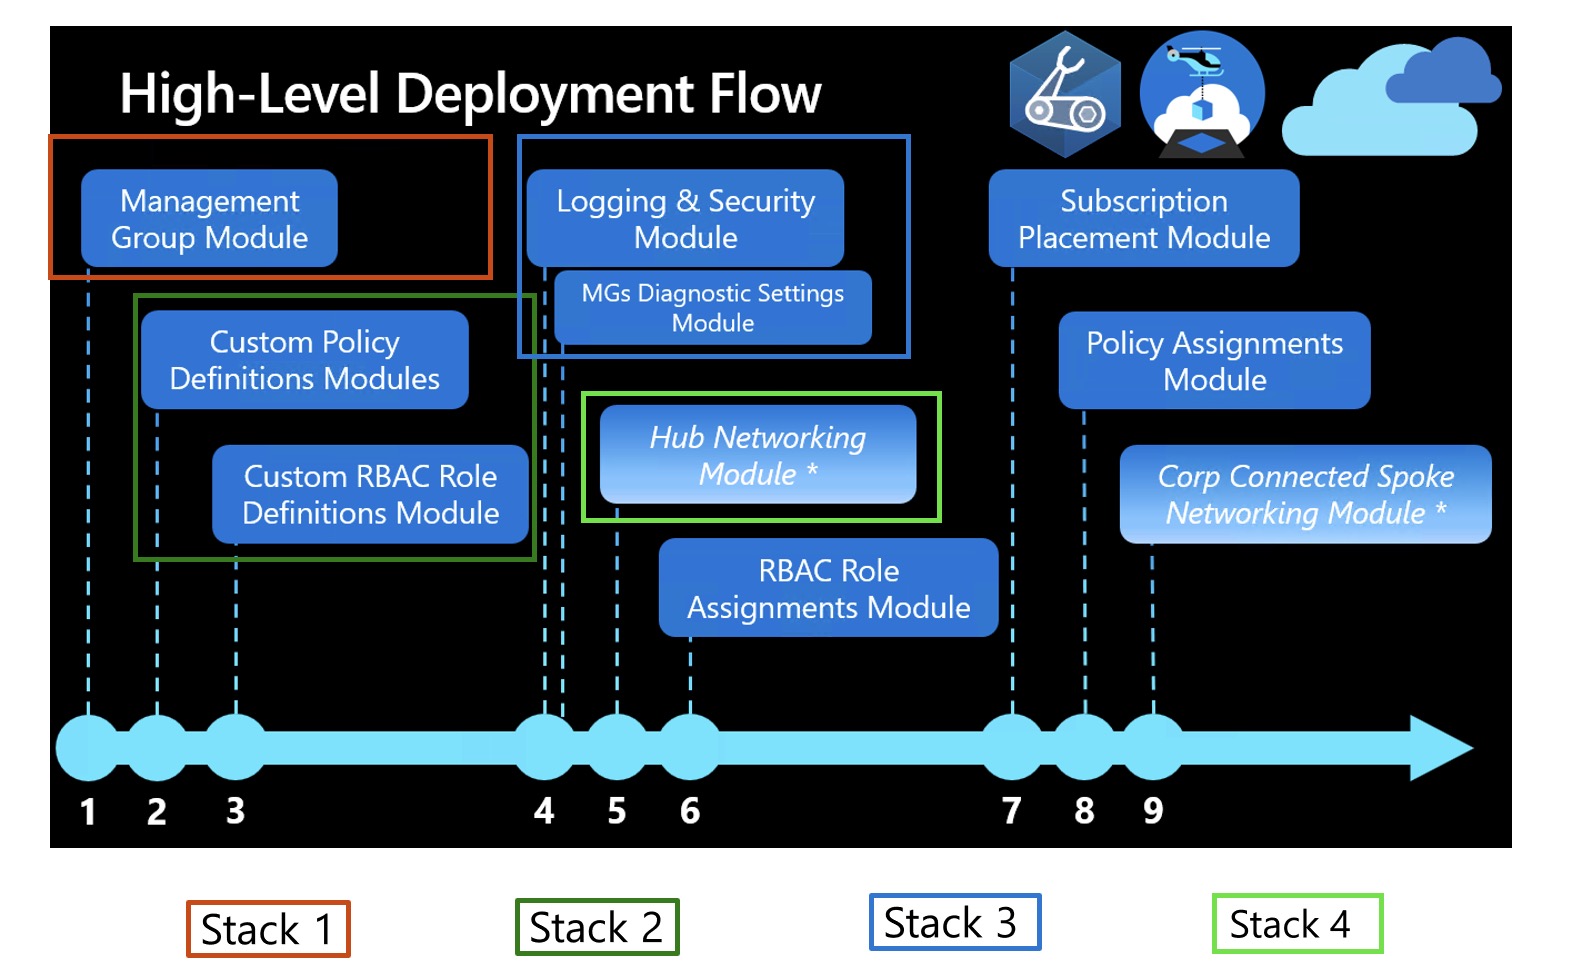 High-Level Deployment Flow
Management
Group Module
Logging & Security
Module
Subscription
Placement Module
MGs Diagnostic Settings
Module
Custom Policy
Definitions Modules
Policy Assignments
Module
Hub Networking
Module *
Custom RBAC Role
Definitions Module
Corp Connected Spoke
Networking Module *
RBAC Role
Assignments Module
1 2 3 4 5 6 7 8 9
Stack 1 Stack 2 Stack 3 Stack 4